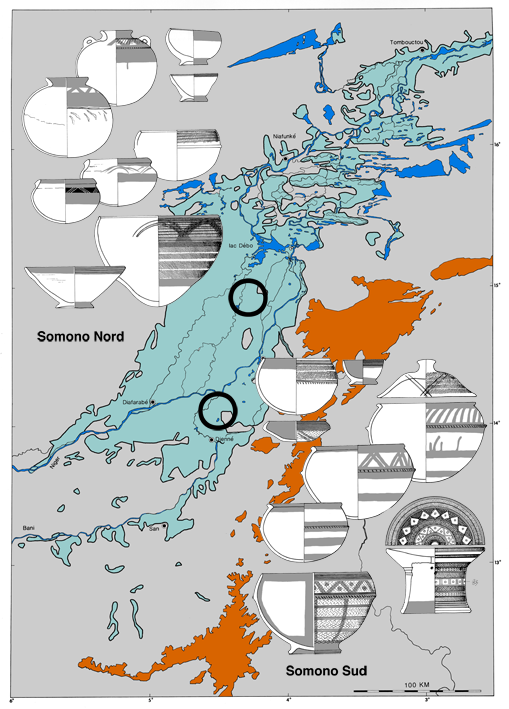 Tombouctou
16°
Niafunké
lac Débo
15°
Somono Nord
Diafarabé
14°
Djenné
Niger
Bani
San
13°
Somono Sud
100 KM
6°
5°
4°
3°